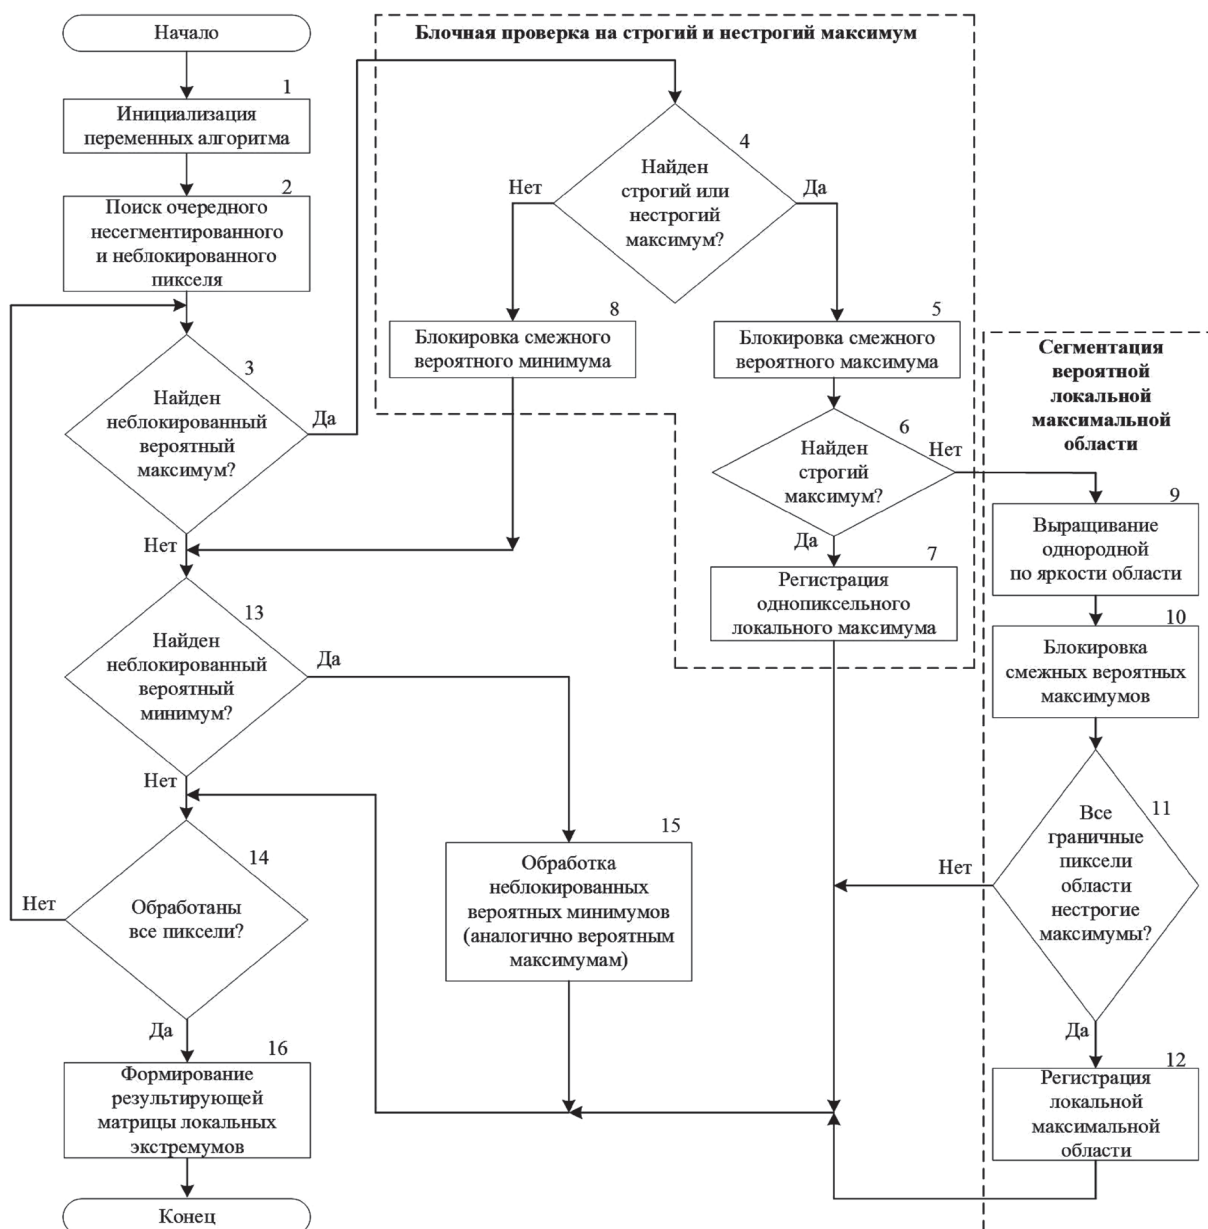 Начало
1
Инициализация
переменных алгоритма
2
Поиск очередного
несегментированного
и неблокированного
пикселя
3
Найден
неблокированный
вероятный
максимум?
Да
Нет
Блочная проверка на строгий и нестрогий максимум
4
Найден
строгий или
нестрогий
максимум?
Нет
Да
8
Блокировка смежного
вероятного минимума
5
Блокировка смежного
вероятного максимума
6
Найден
строгий
максимум?
Нет
Да
7
Регистрация
однопиксельного
локального максимума
Сегментация
вероятной
локальной
максимальной
области
9
Выращивание
однородной
по яркости области
10
Блокировка
смежных вероятных
максимумов
11
Все
граничные
пиксели
области
нестрогие
максимумы?
Нет
Да
12
Регистрация
локальной
максимальной
области
13
Найден
неблокированный
вероятный
минимум?
Да
Нет
14
Обработаны
все пиксели?
Нет
Да
15
Обработка
неблокированных
вероятных минимумов
(аналогично вероятным
максимумам)
16
Формирование
результирующей
матрицы локальных
экстремумов
Конец